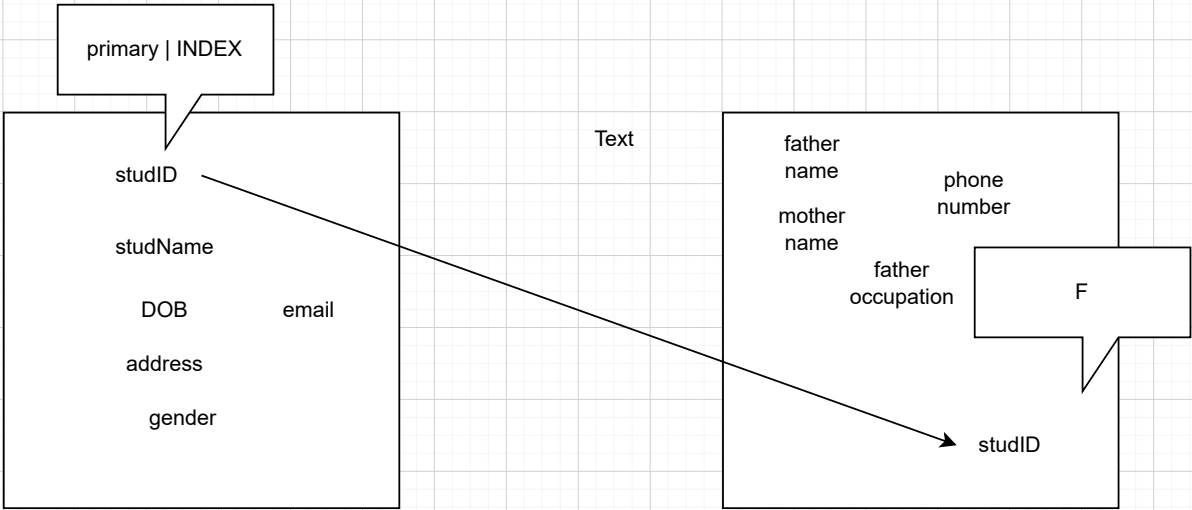 primary | INDEX
studID
studName
DOB
email
address
gender
Text
father
name
mother
name
phone
number
father
occupation
F
studID